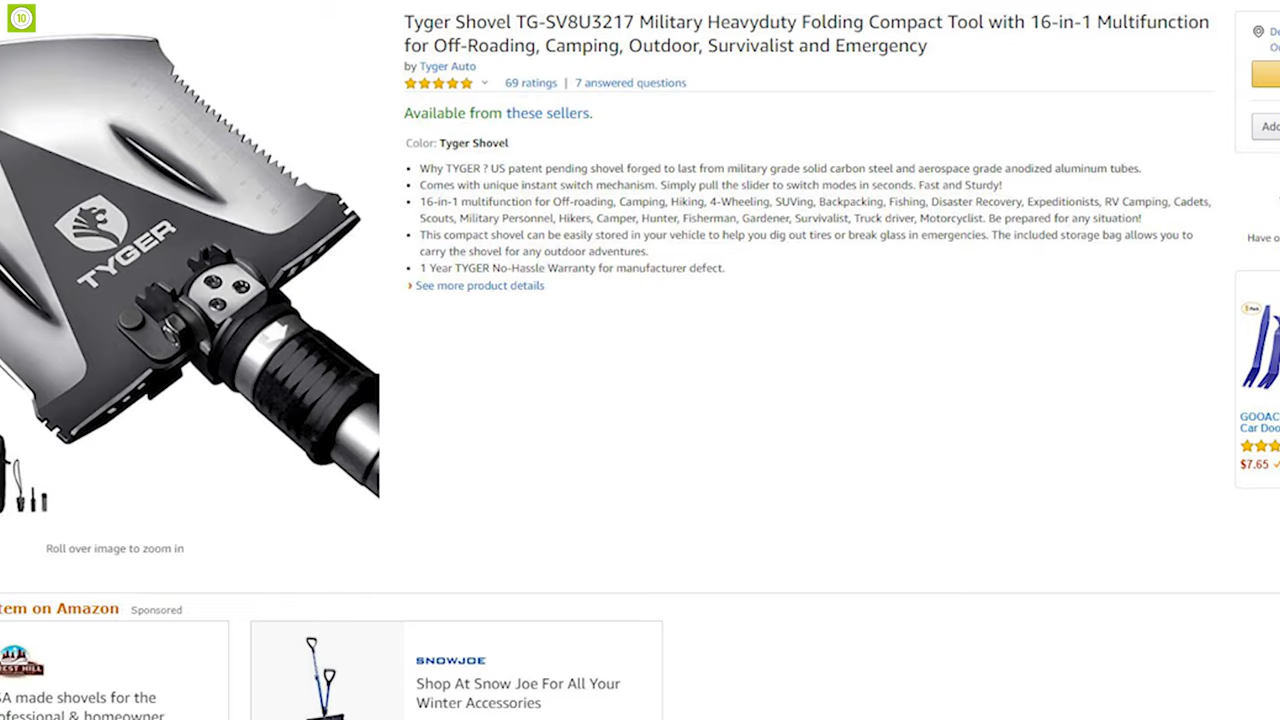 10
Tyger Shovel TG-SV8U3217 Military Heavyduty Folding Compact Tool with 16-in-1 Multifunction
for Off-Roading, Camping, Outdoor, Survivalist and Emergency
by Tyger Auto
69 ratings | 7 answered questions
Available from these sellers.
Color: Tyger Shovel
• Why TYGER ? US patent pending shovel forged to last from military grade solid carbon steel and aerospace grade anodized aluminum tubes.
• Comes with unique instant switch mechanism. Simply pull the slider to switch modes in seconds. Fast and Sturdy!
• 16-in-1 multifunction for Off-roading, Camping, Hiking, 4-Wheeling, SUVing, Backpacking, Fishing, Disaster Recovery, Expeditionists, RV Camping, Cadets,
Scouts, Military Personnel, Hikers, Camper, Hunter, Fisherman, Gardener, Survivalist, Truck driver, Motorcyclist. Be prepared for any situation!
• This compact shovel can be easily stored in your vehicle to help you dig out tires or break glass in emergencies. The included storage bag allows you to
carry the shovel for any outdoor adventures.
• 1 Year TYGER No-Hassle Warranty for manufacturer defect.
› See more product details
TYGER
Roll over image to zoom in
De
Add
Have
GOOAC
Car Doo
$7.65
tem on Amazon Sponsored
EST HILL
SA made shovels for the
ofessional & homeowner
SNOWJOE
Shop At Snow Joe For All Your
Winter Accessories